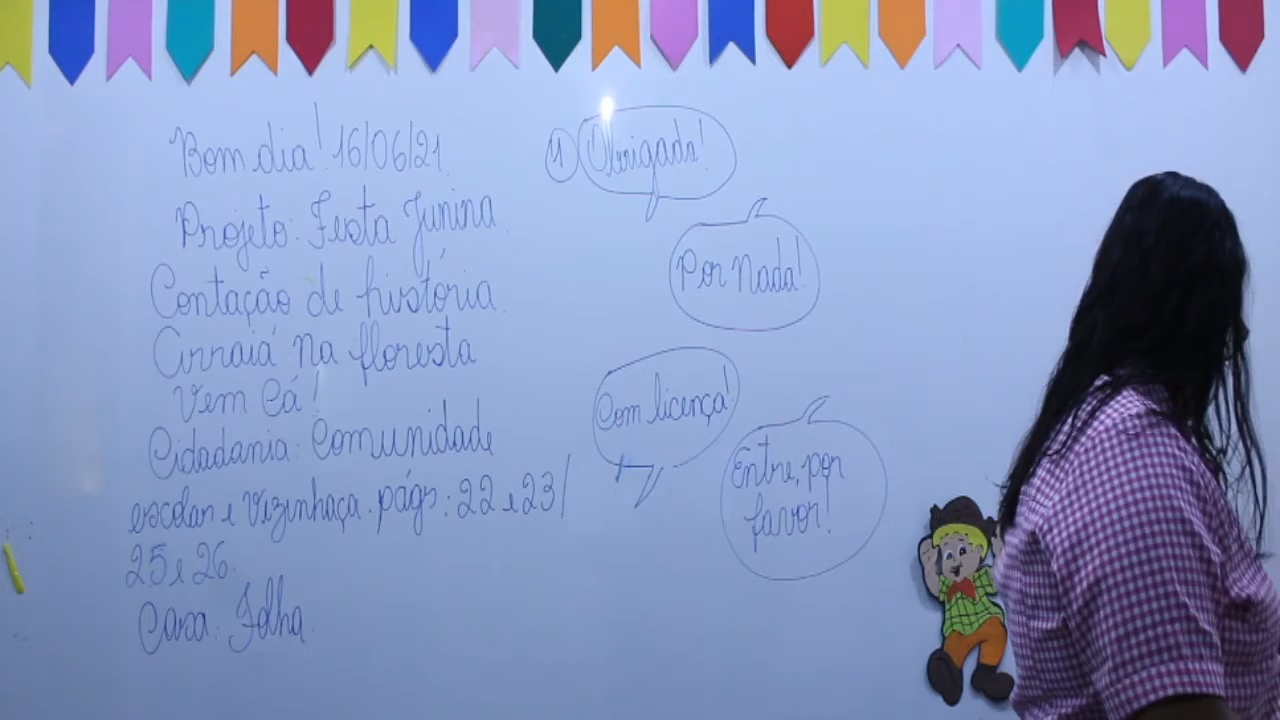 Bom dia! 16/06/21
Projeto: Festa Junina.
Contação de história.
Arraiá na floresta
Vem Cá!
Cidadania: Comunidade
escolar e Vizinhaça. págs: 22 e 23/
25 e 26.
Casa: Folha.
1) Obrigada!
Por Nada!
Com licença!
Entre, por
favor!